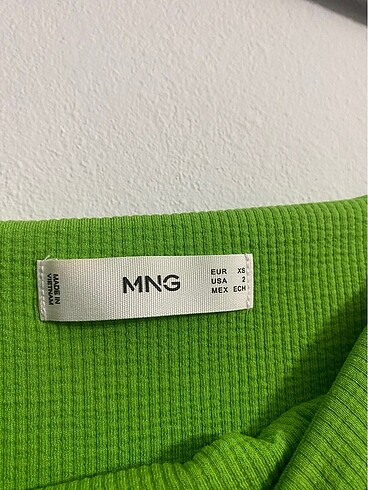 MADE IN
VIETNAM
MNG
EUR XS
USA 2
MEX ECH